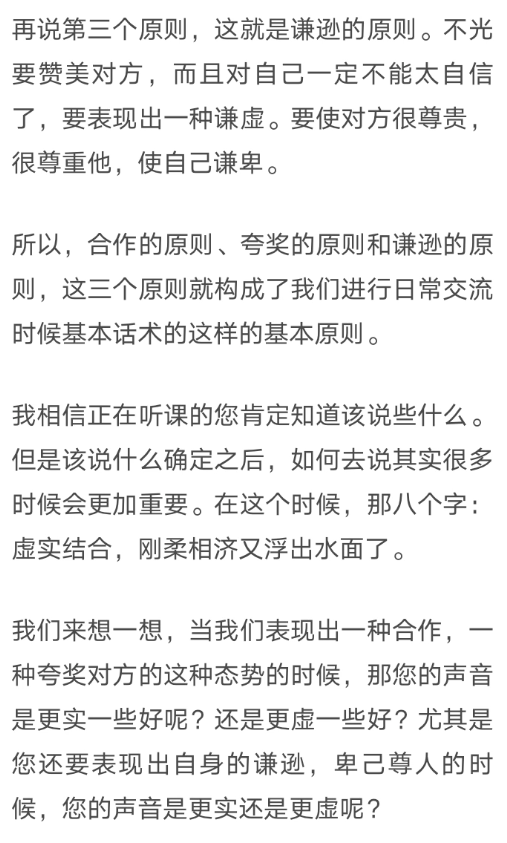 再说第三个原则，这就是谦逊的原则。不光
要赞美对方，而且对自己一定不能太自信
了，要表现出一种谦虚。要使对方很尊贵，
很尊重他，使自己谦卑。
所以，合作的原则、夸奖的原则和谦逊的原
则，这三个原则就构成了我们进行日常交流
时候基本话术的这样的基本原则。
我相信正在听课的您肯定知道该说些什么。
但是该说什么确定之后，如何去说其实很多
时候会更加重要。在这个时候，那八个字：
虚实结合，刚柔相济又浮出水面了。
我们来想一想，当我们表现出一种合作，一
种夸奖对方的这种态势的时候，那您的声音
是更实一些好呢？还是更虚一些好？尤其是
您还要表现出自身的谦逊，卑己尊人的时
候，您的声音是更实还是更虚呢？